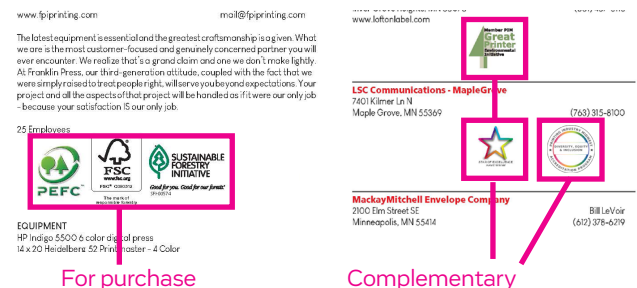 www.fpiprinting.com
mail@fpiprinting.com
The latest equipment is essential and the greatest craftsmanship is a given. What
we are is the most customer-focused and genuinely concerned partner you will
ever encounter. We realize that's a grand claim and one we don't make lightly.
At Franklin Press, our third-generation attitude, coupled with the fact that we
were simply raised to treat people right, will serve you beyond expectations. Your
project and all the aspects of that project will be handled as if it were our only job
– because your satisfaction IS our only job.
25 Employees
PEFC
FSC
www.fsc.org
The mark of
responsible forestry
SUSTAINABLE
FORESTRY
INITIATIVE
Good for you. Good for our forests.
EQUIPMENT
HP Indigo 5500 6 color digital press
14 x 20 Heidelberg 52 Printmaster - 4 Color
For purchase
www.loftonlabel.com
Member PIM
Great
Printer
Environmental
Initiative
LSC Communications - MapleGrove
7401 Kilmer Ln N
Maple Grove, MN 55369
(763) 315-8100
DIVERSITY, EQUITY
& INCLUSION
MackayMitchell Envelope Company
2100 Elm Street SE
Bill LeVoir
Minneapolis, MN 55414
(612) 378-6219
Complementary